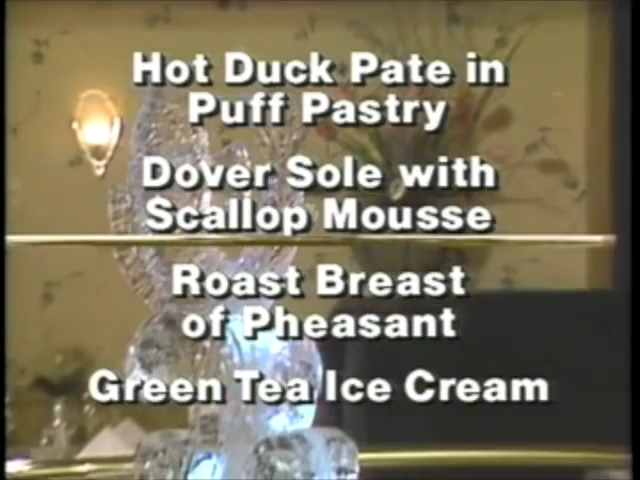 Hot Duck Pate in
Puff Pastry
Dover Sole with
Scallop Mousse
Roast Breast
of Pheasant
Green Tea Ice Cream